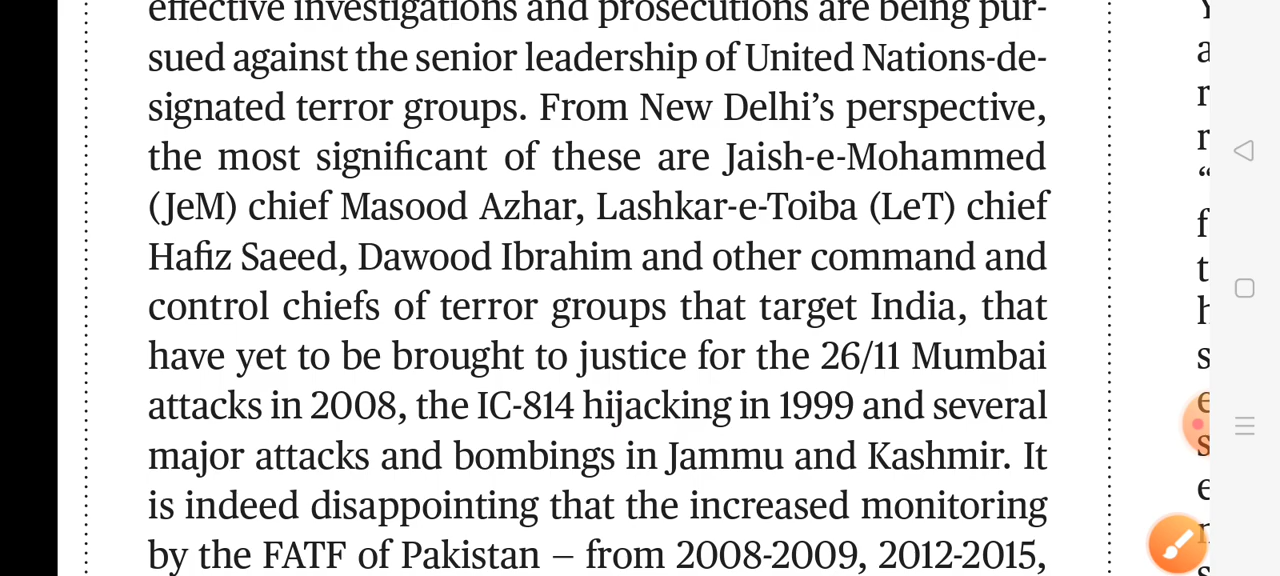 effective investigations and prosecutions are being pur-
sued against the senior leadership of United Nations-de-
signated terror groups. From New Delhi's perspective,
the most significant of these are Jaish-e-Mohammed
(JeM) chief Masood Azhar, Lashkar-e-Toiba (LeT) chief
Hafiz Saeed, Dawood Ibrahim and other command and
control chiefs of terror groups that target India, that
have yet to be brought to justice for the 26/11 Mumbai
attacks in 2008, the IC-814 hijacking in 1999 and several
major attacks and bombings in Jammu and Kashmir. It
is indeed disappointing that the increased monitoring
by the FATF of Pakistan – from 2008-2009, 2012-2015,